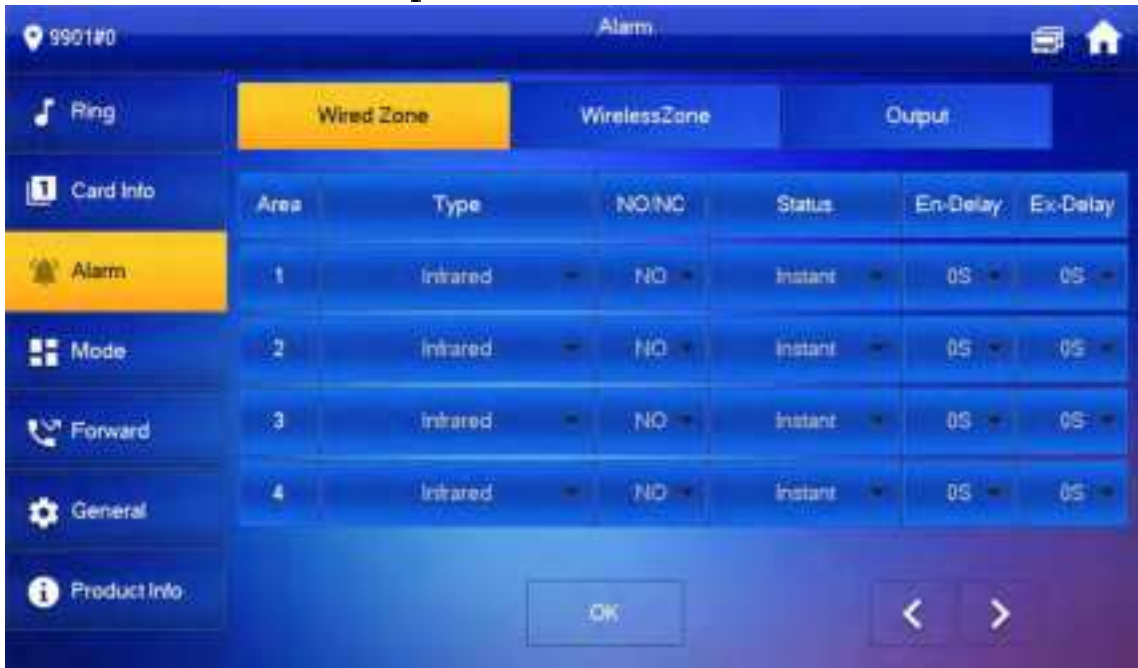 9901#0 Alarm
Ring
Wired Zone WirelessZone Output
Card Info
Area Type NO/NC Status En-Delay Ex-Delay
Alarm
1 Infrared NO Instant 0S 0S
Mode
2 Infrared NO Instant 0S 0S
Forward
3 Infrared NO Instant 0S 0S
General
4 Infrared NO Instant 0S 0S
Product Info
OK